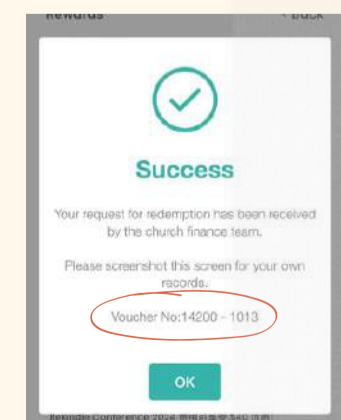 Rewards
Back
Success
Your request for redemption has been received
by the church finance team.
Please screenshot this screen for your own
records.
Voucher No:14200 - 1013
OK
Rekindle Conference 2024